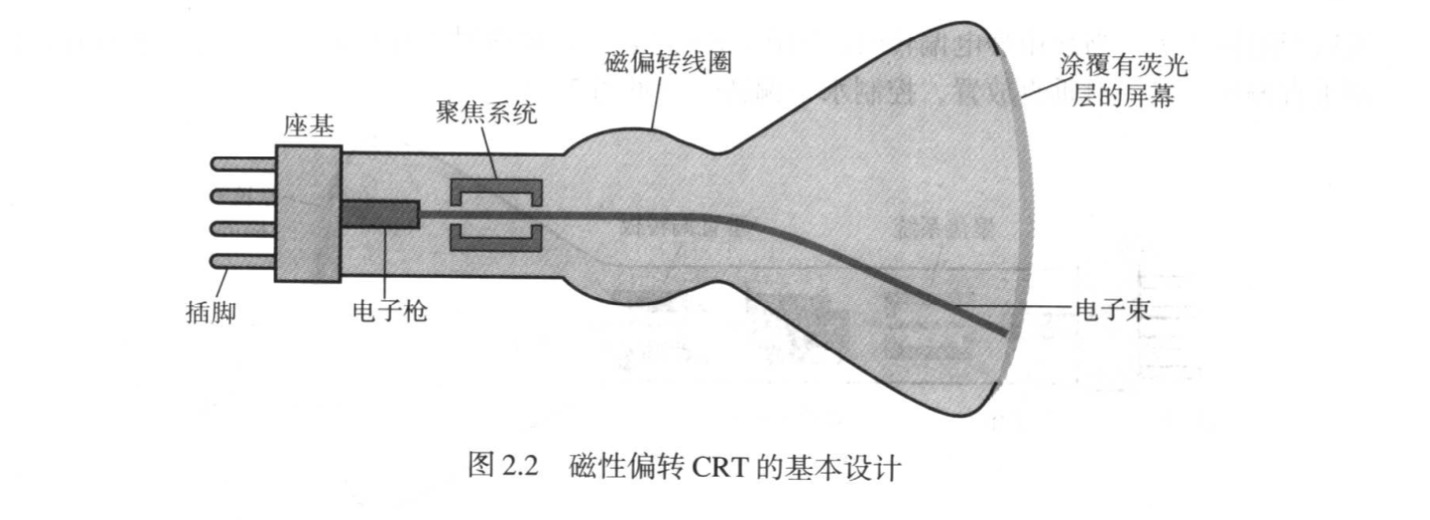 磁偏转线圈
涂覆有荧光
层的屏幕
聚焦系统
座基
插脚
电子枪
电子束
图 2.2 磁性偏转 CRT 的基本设计